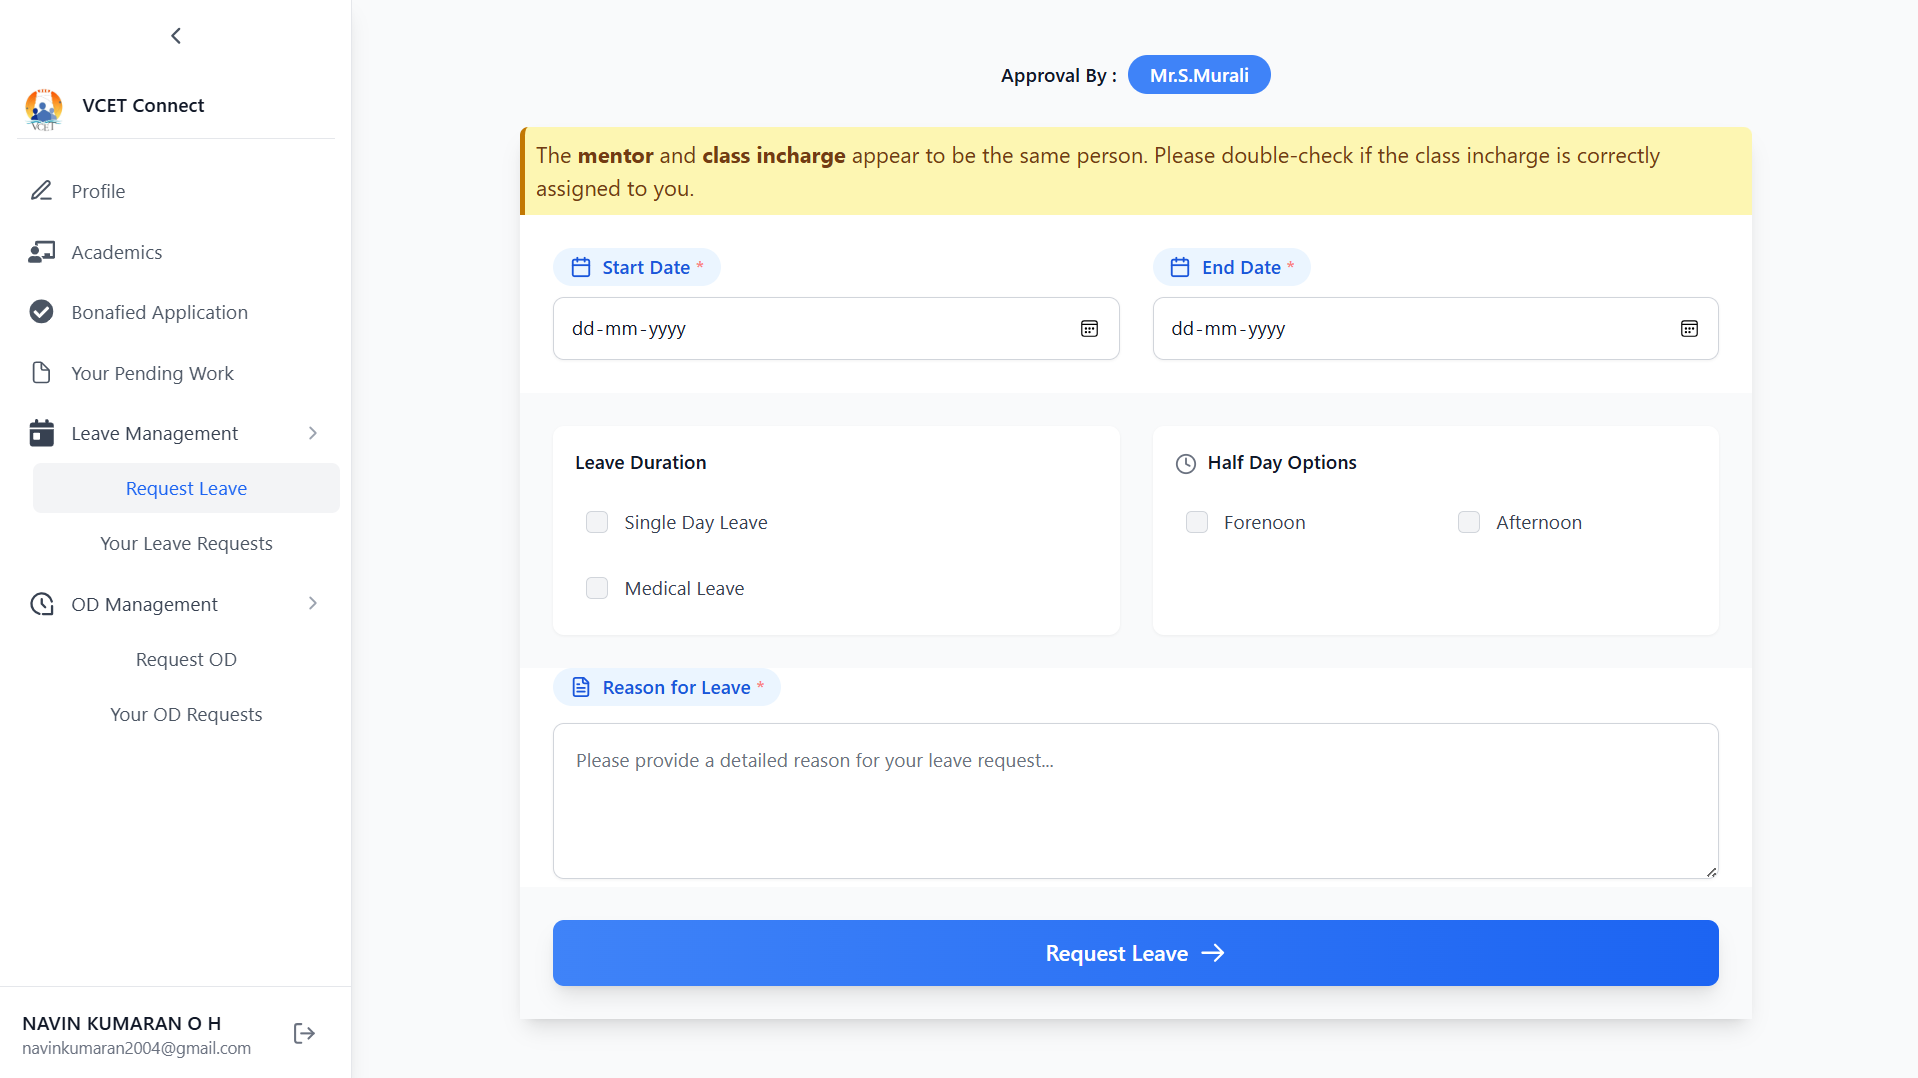 VCET Connect
VCET
Profile
Academics
Bonafied Application
Your Pending Work
Leave Management
Request Leave
Your Leave Requests
OD Management
Request OD
Your OD Requests
NAVIN KUMARAN O H
navinkumaran2004@gmail.com
Approval By : Mr.S.Murali
The mentor and class incharge appear to be the same person. Please double-check if the class incharge is correctly
assigned to you.
Start Date *
dd-mm-yyyy
End Date *
dd-mm-yyyy
Leave Duration
Single Day Leave
Medical Leave
Half Day Options
Forenoon
Afternoon
Reason for Leave *
Please provide a detailed reason for your leave request...
Request Leave →